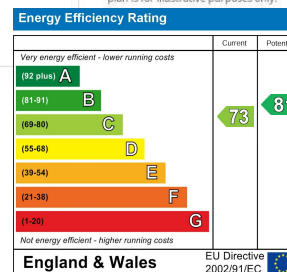 Energy Efficiency Rating
Current
Very energy efficient - lower running costs
(92 plus) A
(81-91) B
(69-80) C
73
(55-68) D
(39-54) E
(21-38) F
(1-20) G
Not energy efficient - higher running costs
England & Wales
EU Directive
2002/91/EC